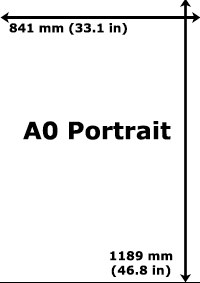 841 mm (33.1 in)
A0 Portrait
1189 mm
(46.8 in)